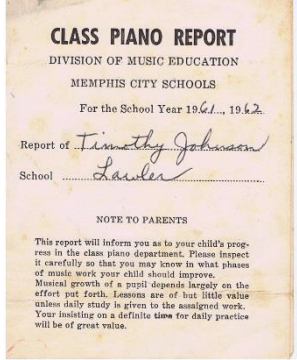 CLASS PIANO REPORT
DIVISION OF MUSIC EDUCATION
MEMPHIS CITY SCHOOLS
For the School Year 1961..., 1962
Report of Timothy Johnson
School Lawler
NOTE TO PARENTS
This report will inform you as to your child's prog-
ress in the class piano department. Please inspect
it carefully so that you may know in what phases
of music work your child should improve.
Musical growth of a pupil depends largely on the
effort put forth. Lessons are of but little value
unless daily study is given to the assaigned work.
Your insisting on a definite time for daily practice
will be of great value.